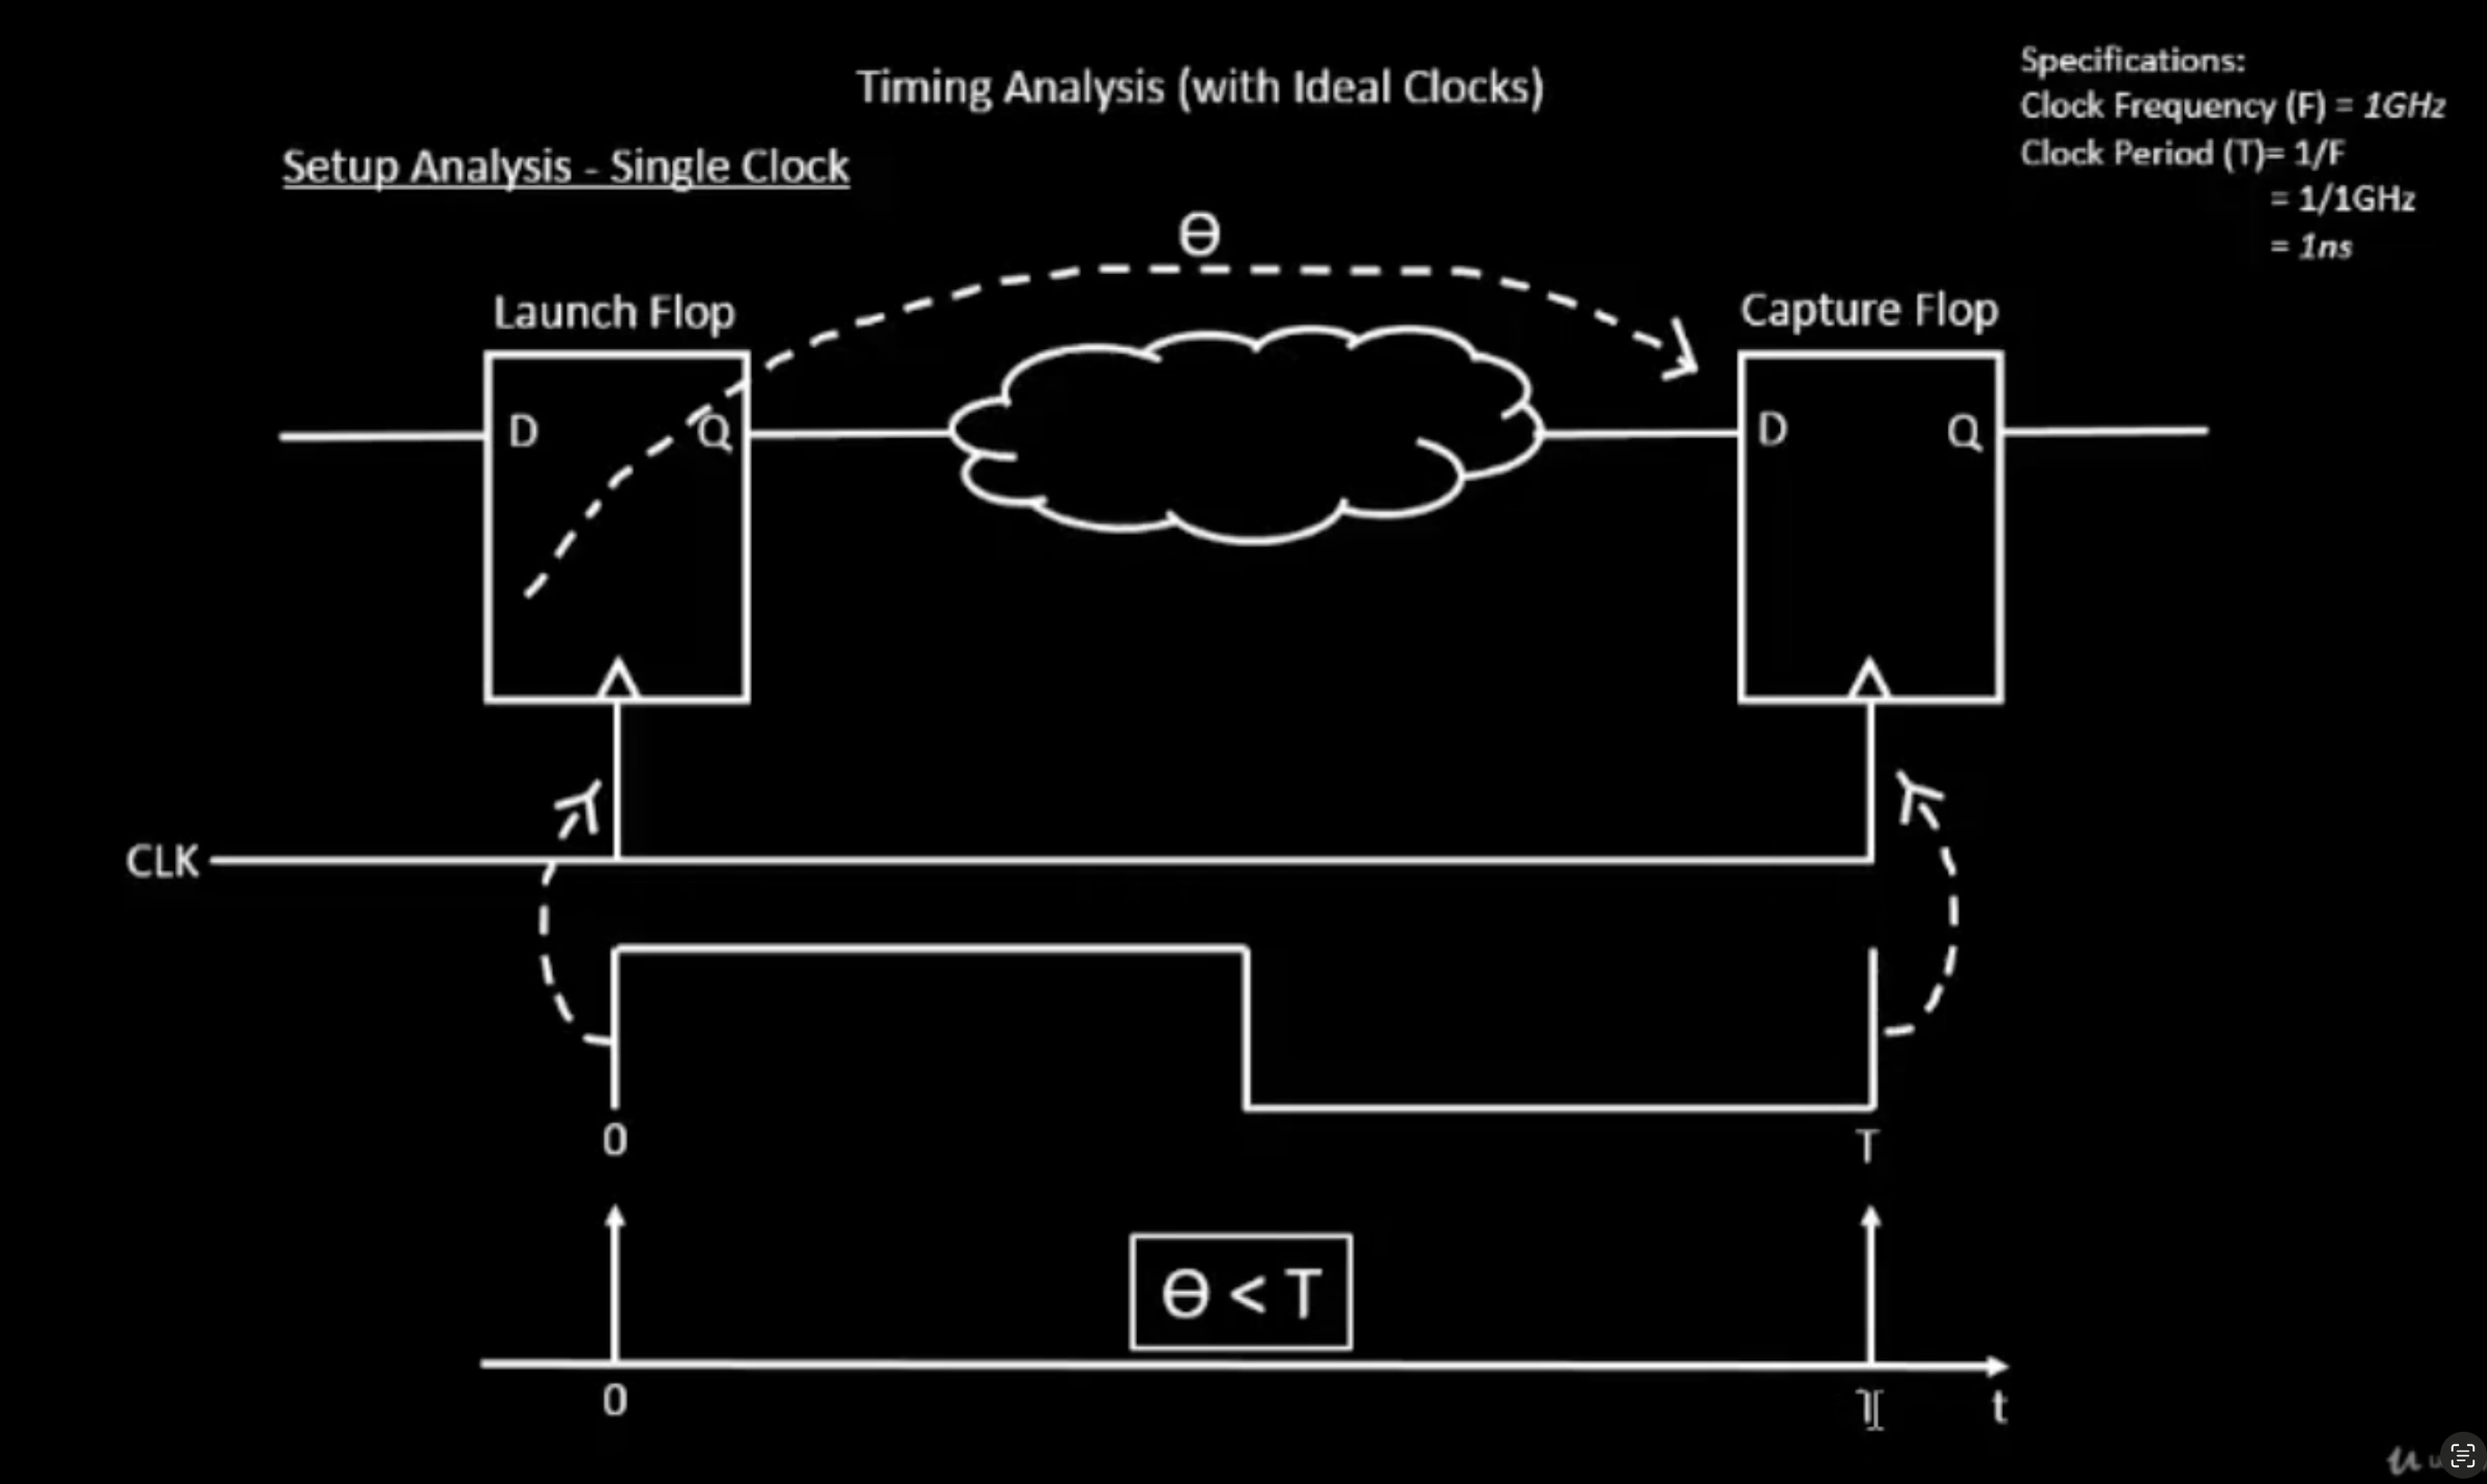 Timing Analysis (with Ideal Clocks)
Specifications:
Clock Frequency (F) = 1GHz
Clock Period (T)= 1/F
= 1/1GHz
= 1ns
Setup Analysis - Single Clock
Ө
Launch Flop
Capture Flop
D
Q
D
Q
CLK
0
T
Ө < T
0
T
t